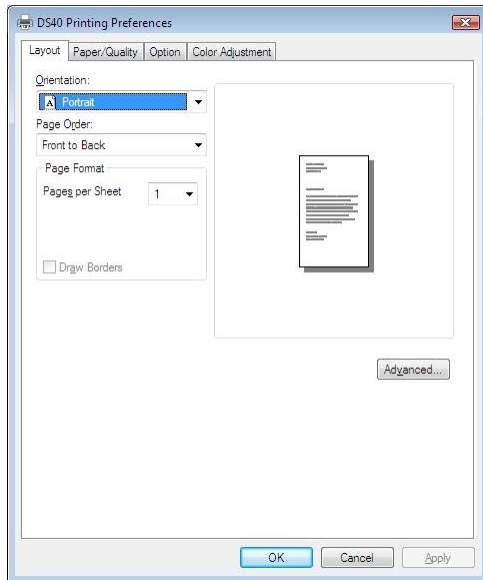 DS40 Printing Preferences
Layout Paper/Quality Option Color Adjustment
Orientation:
A Portrait
Page Order:
Front to Back
Page Format
Pages per Sheet 1
Draw Borders
Advanced...
OK Cancel Apply